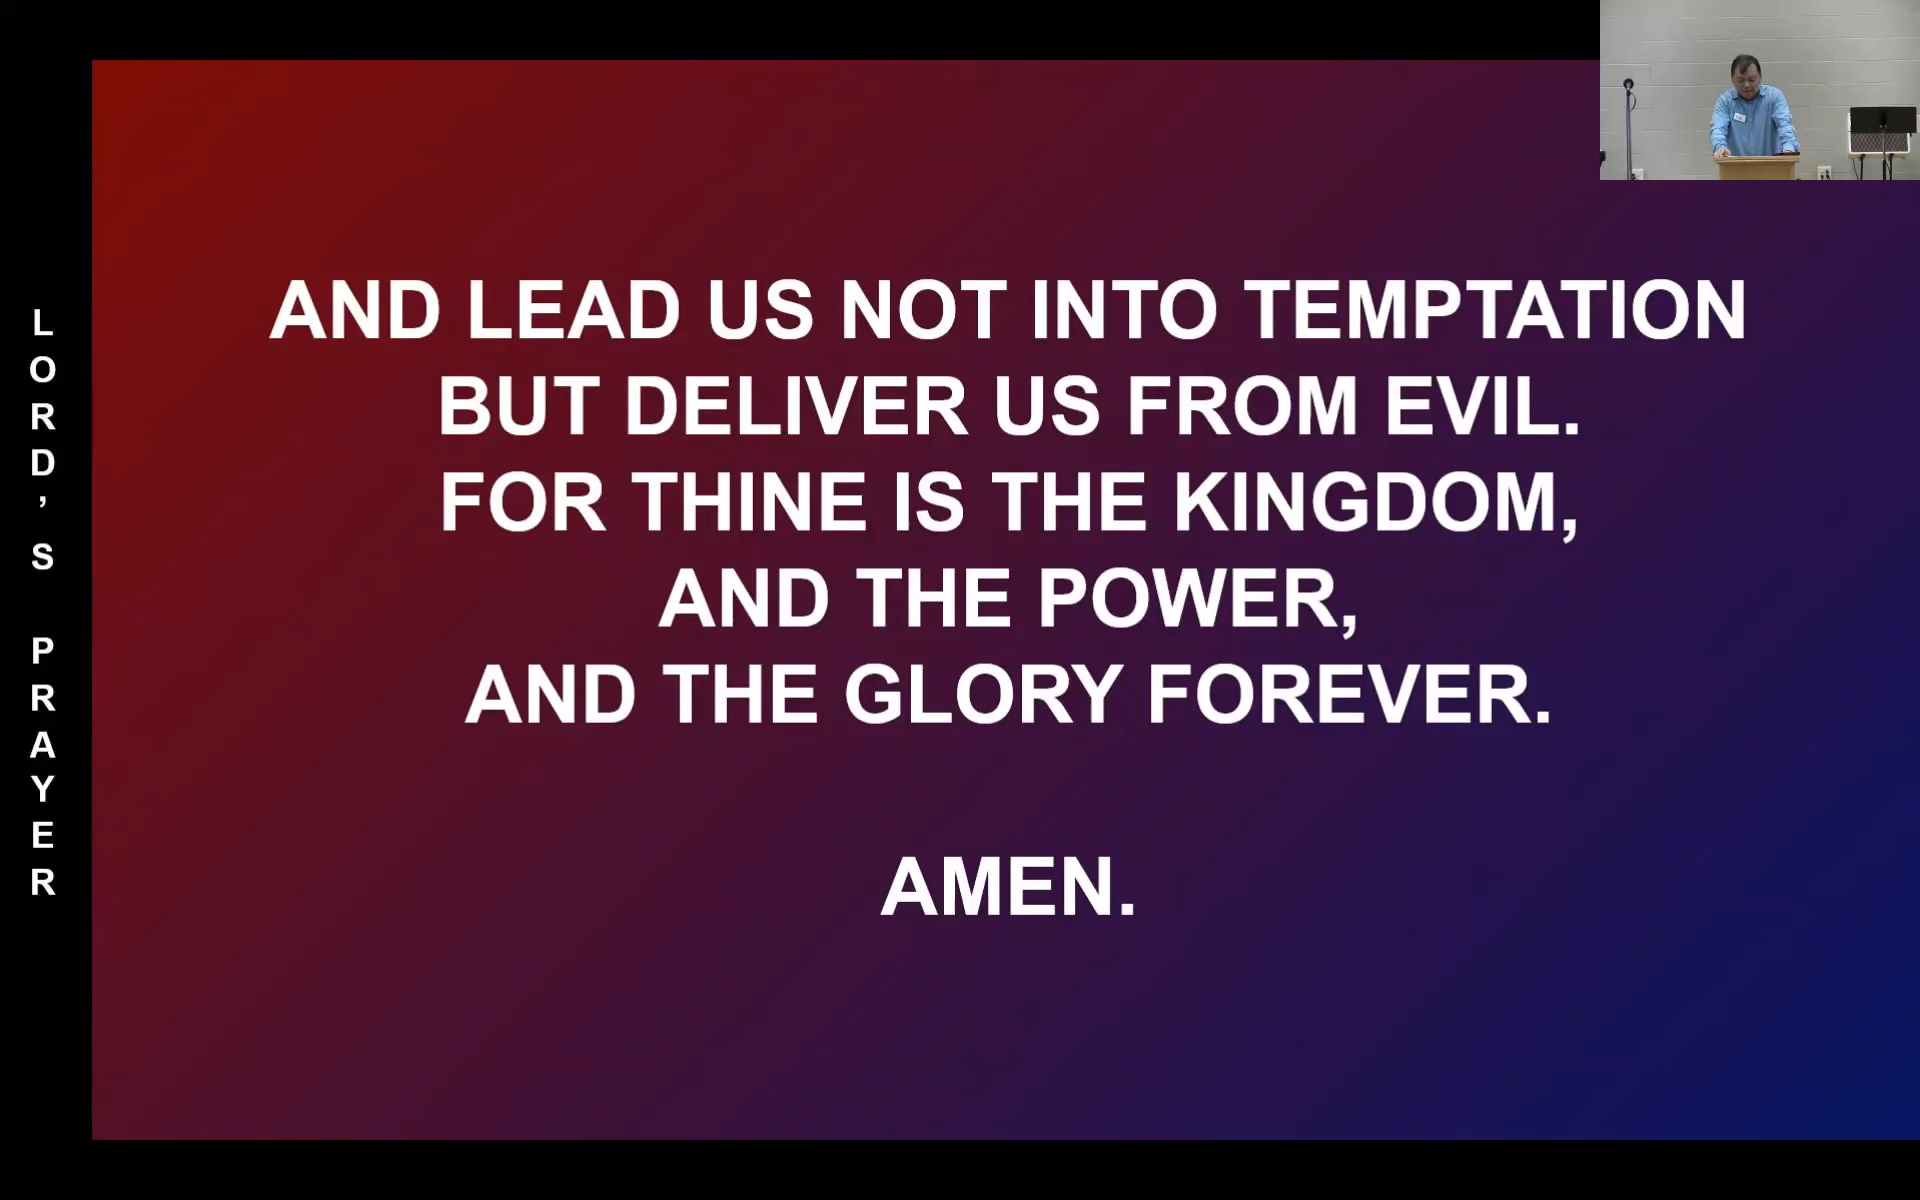 LORD’S PRAYER
AND LEAD US NOT INTO TEMPTATION
BUT DELIVER US FROM EVIL.
FOR THINE IS THE KINGDOM,
AND THE POWER,
AND THE GLORY FOREVER.
AMEN.